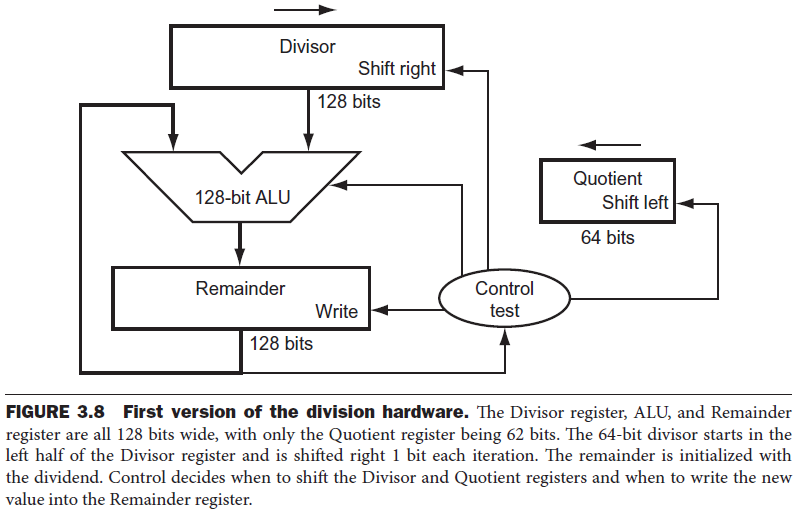 Divisor
Shift right
128 bits
128-bit ALU
Quotient
Shift left
64 bits
Remainder
Write
Control
test
128 bits
FIGURE 3.8 First version of the division hardware. The Divisor register, ALU, and Remainder
register are all 128 bits wide, with only the Quotient register being 62 bits. The 64-bit divisor starts in the
left half of the Divisor register and is shifted right 1 bit each iteration. The remainder is initialized with
the dividend. Control decides when to shift the Divisor and Quotient registers and when to write the new
value into the Remainder register.